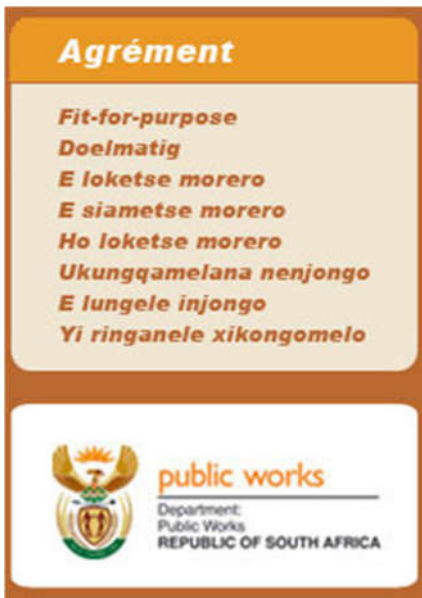 Agrément
Fit-for-purpose
Doelmatig
E loketse morero
E siametse morero
Ho loketse morero
Ukungqamelana nenjongo
E lungele injongo
Yi ringanele xikongomelo
public works
Department:
Public Works
REPUBLIC OF SOUTH AFRICA